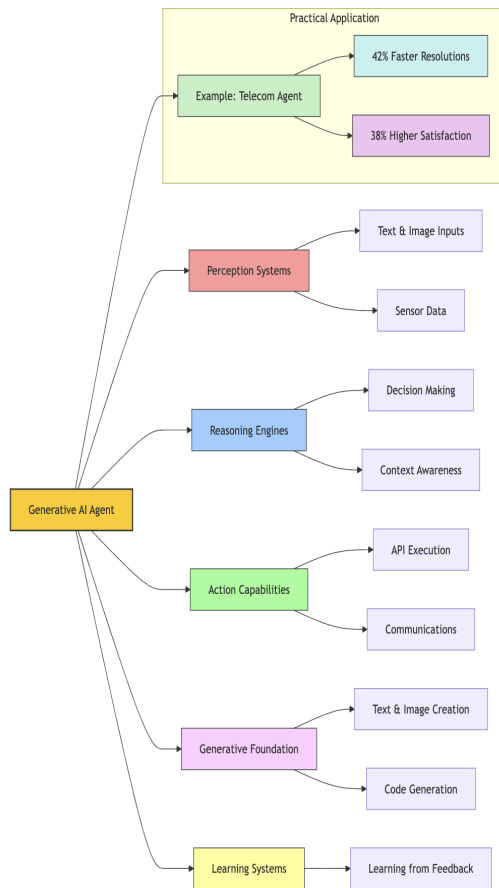 Practical Application
42% Faster Resolutions
Example: Telecom Agent
38% Higher Satisfaction
Text & Image Inputs
Perception Systems
Sensor Data
Decision Making
Reasoning Engines
Context Awareness
Generative AI Agent
API Execution
Action Capabilities
Communications
Text & Image Creation
Generative Foundation
Code Generation
Learning Systems
Learning from Feedback